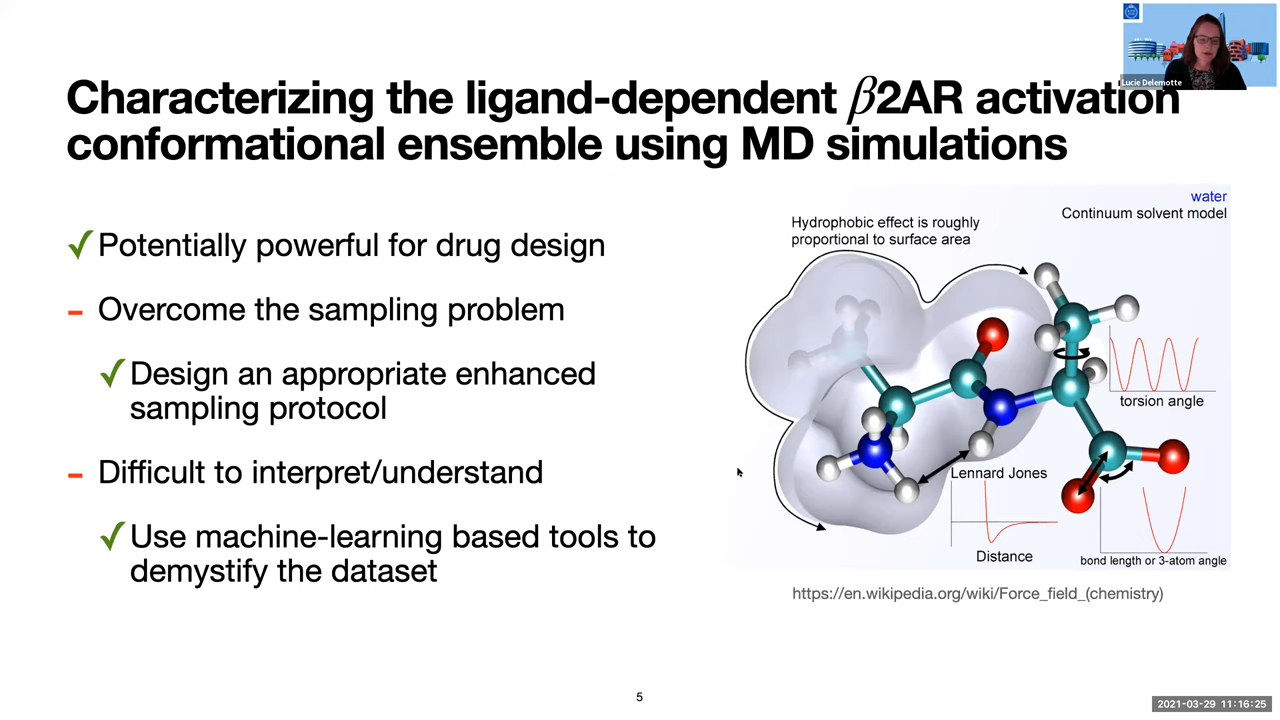 Lucie Delemotte
Characterizing the ligand-dependent β2AR activation
conformational ensemble using MD simulations
✓ Potentially powerful for drug design
- Overcome the sampling problem
✓ Design an appropriate enhanced
sampling protocol
- Difficult to interpret/understand
✓ Use machine-learning based tools to
demystify the dataset
water
Continuum solvent model
Hydrophobic effect is roughly
proportional to surface area
torsion angle
Lennard Jones
Distance
bond length or 3-atom angle
https://en.wikipedia.org/wiki/Force_field_(chemistry)
5
2021-03-29 11:16:25